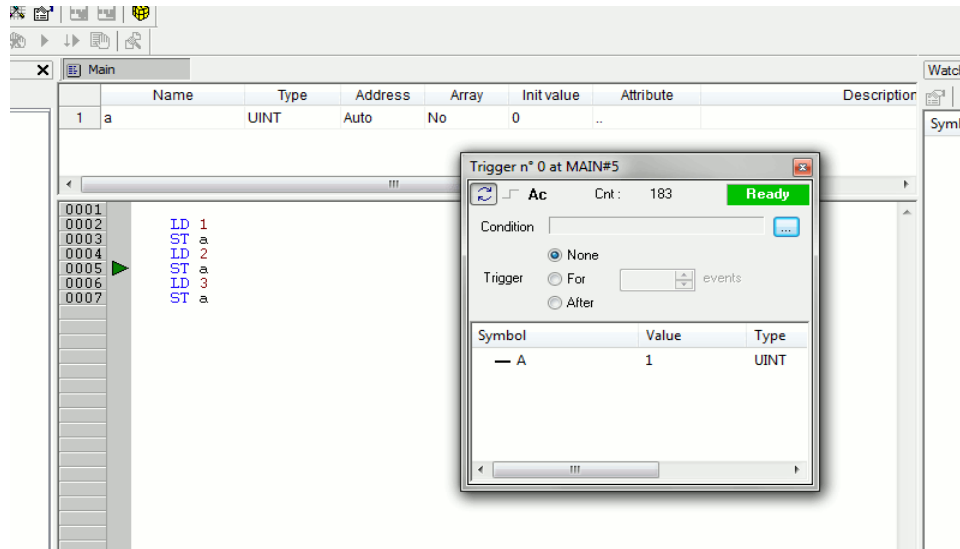 Main
Watch
Name Type Address Array Init value Attribute Description
1 a UINT Auto No 0 ..
Symb
Trigger n° 0 at MAIN#5
Ac Cnt : 183 Ready
Condition ...
None
Trigger For events
After
Symbol Value Type
A 1 UINT
0001
0002 LD 1
0003 ST a
0004 LD 2
0005 ST a
0006 LD 3
0007 ST a